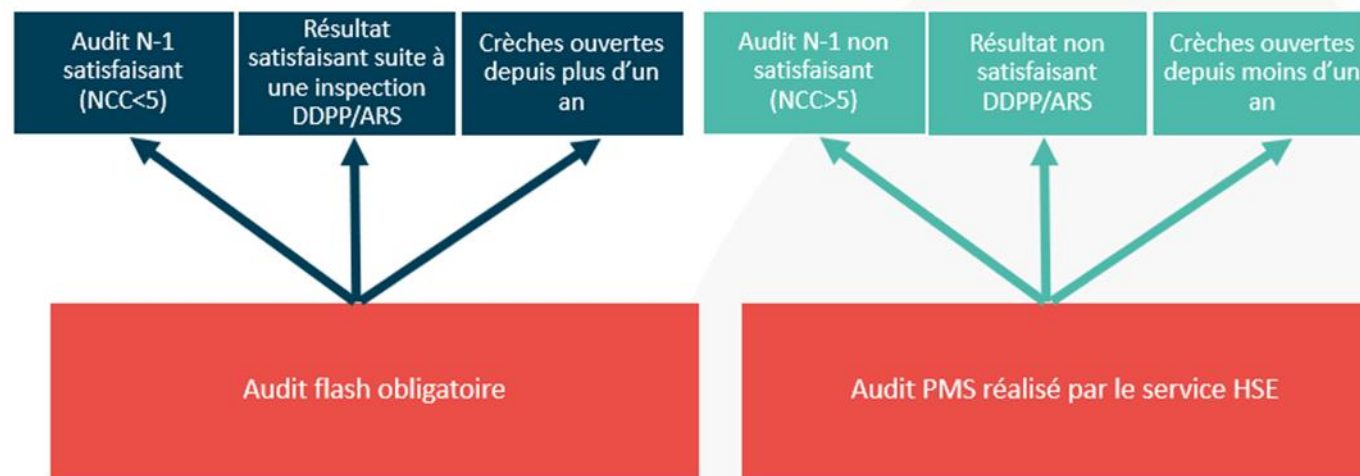 Audit N-1
satisfaisant
(NCC<5)
Résultat
satisfaisant suite à
une inspection
DDPP/ARS
Crèches ouvertes
depuis plus d'un
an
Audit N-1 non
satisfaisant
(NCC>5)
Résultat non
satisfaisant
DDPP/ARS
Crèches ouvertes
depuis moins d'un
an
Audit flash obligatoire
Audit PMS réalisé par le service HSE